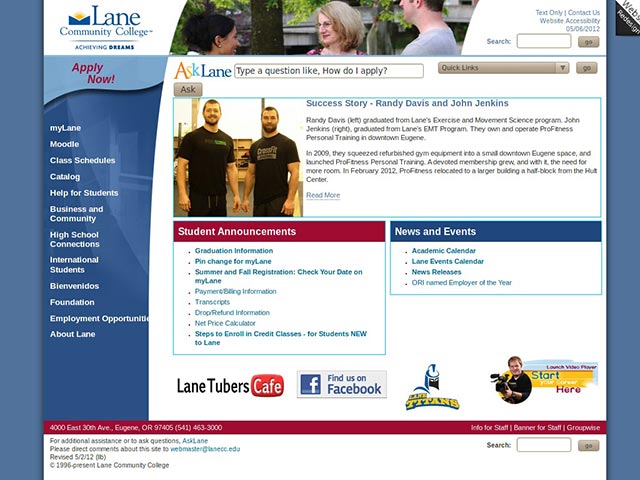 Lane
Community College
ACHIEVING DREAMS
Text Only | Contact Us
Website Accessibility
05/06/2012
Search:
go
Redesign
Apply
Now!
Ask Lane
Type a question like, How do I apply?
Ask
Quick Links
go
myLane
Moodle
Class Schedules
Catalog
Help for Students
Business and
Community
High School
Connections
International
Students
Bienvenidos
Foundation
Employment Opportunitie
About Lane
Success Story - Randy Davis and John Jenkins
Randy Davis (left) graduated from Lane's Exercise and Movement Science program. John
Jenkins (right), graduated from Lane's EMT Program. They own and operate ProFitness
Personal Training in downtown Eugene.
In 2009, they squeezed refurbished gym equipment into a small downtown Eugene space, and
launched ProFitness Personal Training. A devoted membership grew, and with it, the need for
more room. In February 2012, ProFitness relocated to a larger building a half-block from the Hult
Center.
Read More
Student Announcements
Graduation Information
Pin change for myLane
Summer and Fall Registration: Check Your Date on
myLane
Payment/Billing Information
Transcripts
Drop/Refund Information
Net Price Calculator
Steps to Enroll in Credit Classes - for Students NEW
to Lane
News and Events
Academic Calendar
Lane Events Calendar
News Releases
ORI named Employer of the Year
LaneTubers Cafe
Find us on
Facebook
LANE
TITANS
Launch Video Player
Start
your Career
Here
4000 East 30th Ave., Eugene, OR 97405 (541) 463-3000
Info for Staff | Banner for Staff | Groupwise
For additional assistance or to ask questions, AskLane
Please direct comments about this site to webmaster@lanecc.edu
Revised 5/2/12 (lb)
© 1996-present Lane Community College
Search:
go